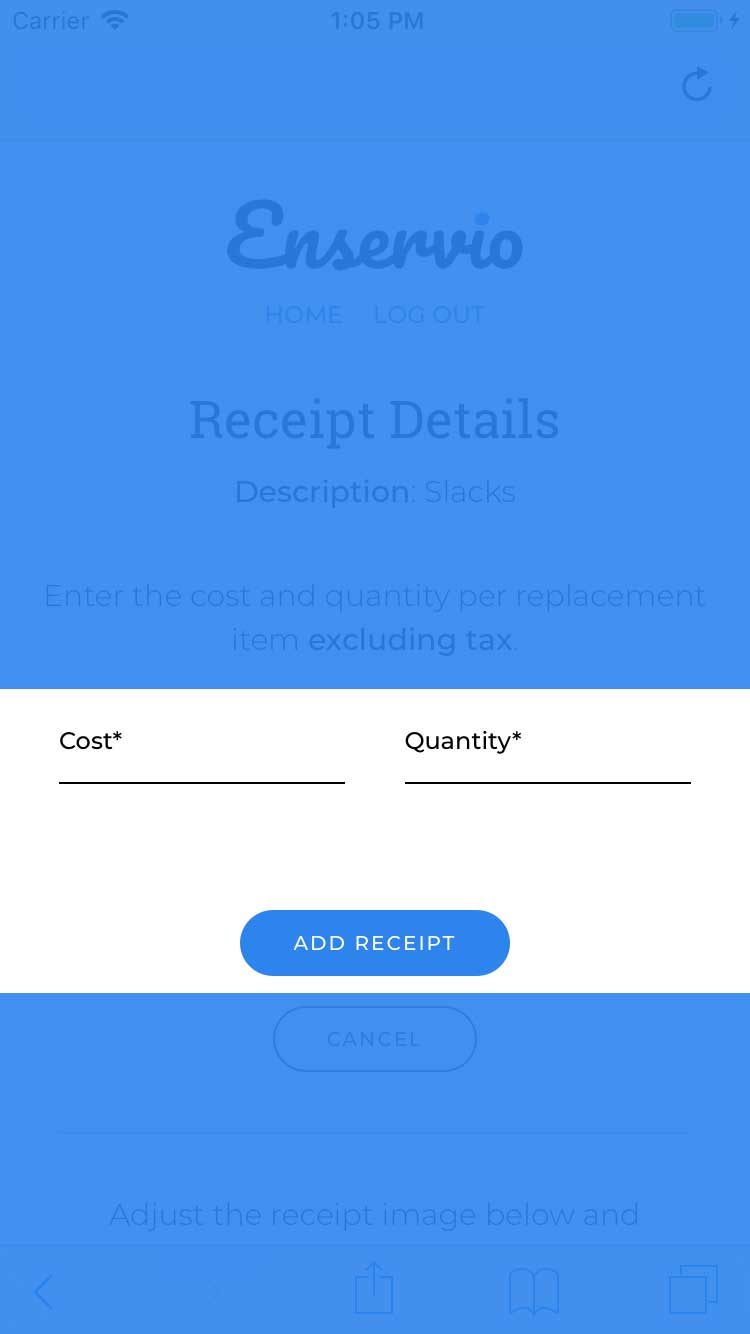 Carrier 1:05 PM
Enservio
HOME LOG OUT
Receipt Details
Description: Slacks
Enter the cost and quantity per replacement
item excluding tax.
Cost* Quantity*
ADD RECEIPT
CANCEL
Adjust the receipt image below and